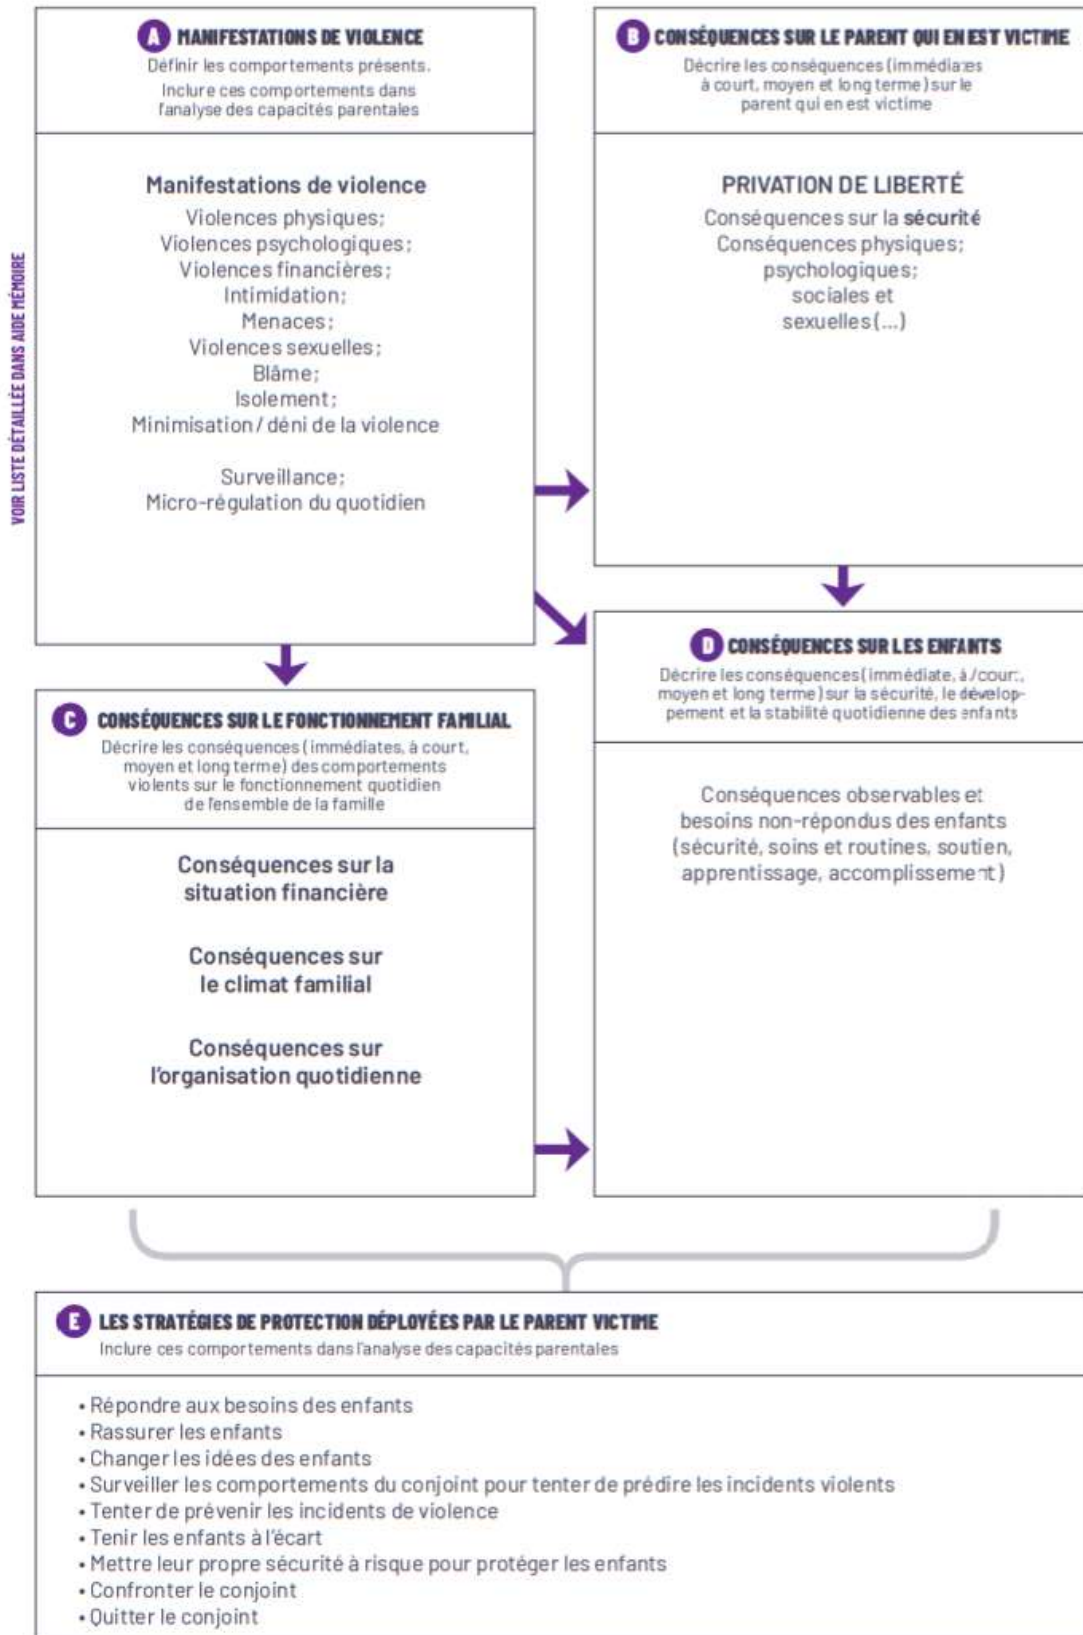 VOIR LISTE DÉTAILLÉE DANS AIDE MÉMOIRE
A MANIFESTATIONS DE VIOLENCE
Définir les comportements présents.
Inclure ces comportements dans
l'analyse des capacités parentales
Manifestations de violence
Violences physiques;
Violences psychologiques;
Violences financières;
Intimidation;
Menaces;
Violences sexuelles;
Blâme;
Isolement;
Minimisation / déni de la violence
Surveillance;
Micro-régulation du quotidien
B CONSÉQUENCES SUR LE PARENT QUI EN EST VICTIME
Décrire les conséquences (immédiates
à court, moyen et long terme) sur le
parent qui en est victime
PRIVATION DE LIBERTÉ
Conséquences sur la sécurité
Conséquences physiques;
psychologiques;
sociales et
sexuelles (...)
C CONSÉQUENCES SUR LE FONCTIONNEMENT FAMILIAL
Décrire les conséquences (immédiates, à court,
moyen et long terme) des comportements
violents sur le fonctionnement quotidien
de l'ensemble de la famille
Conséquences sur la
situation financière
Conséquences sur
le climat familial
Conséquences sur
l'organisation quotidienne
D CONSÉQUENCES SUR LES ENFANTS
Décrire les conséquences (immédiate, à /court,
moyen et long terme) sur la sécurité, le dévelop-
pement et la stabilité quotidienne des enfants
Conséquences observables et
besoins non-répondus des enfants
(sécurité, soins et routines, soutien,
apprentissage, accomplissement)
E LES STRATÉGIES DE PROTECTION DÉPLOYÉES PAR LE PARENT VICTIME
Inclure ces comportements dans l'analyse des capacités parentales
• Répondre aux besoins des enfants
• Rassurer les enfants
• Changer les idées des enfants
• Surveiller les comportements du conjoint pour tenter de prédire les incidents violents
• Tenter de prévenir les incidents de violence
• Tenir les enfants à l'écart
• Mettre leur propre sécurité à risque pour protéger les enfants
• Confronter le conjoint
• Quitter le conjoint